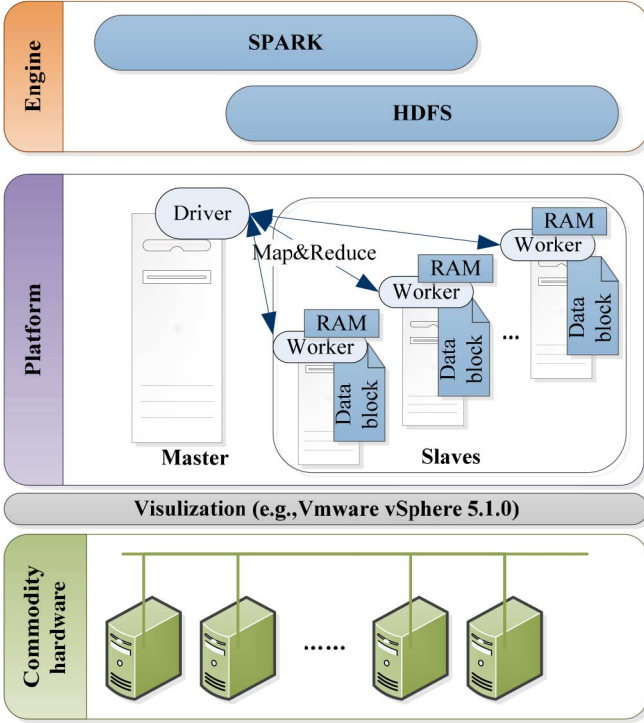 Engine
SPARK
HDFS
Platform
Driver
Map&Reduce
RAM
Worker
Data
block
RAM
Worker
Data
block
...
RAM
Worker
Data
block
Master
Slaves
Visulization (e.g.,Vmware vSphere 5.1.0)
Commodity
hardware
......